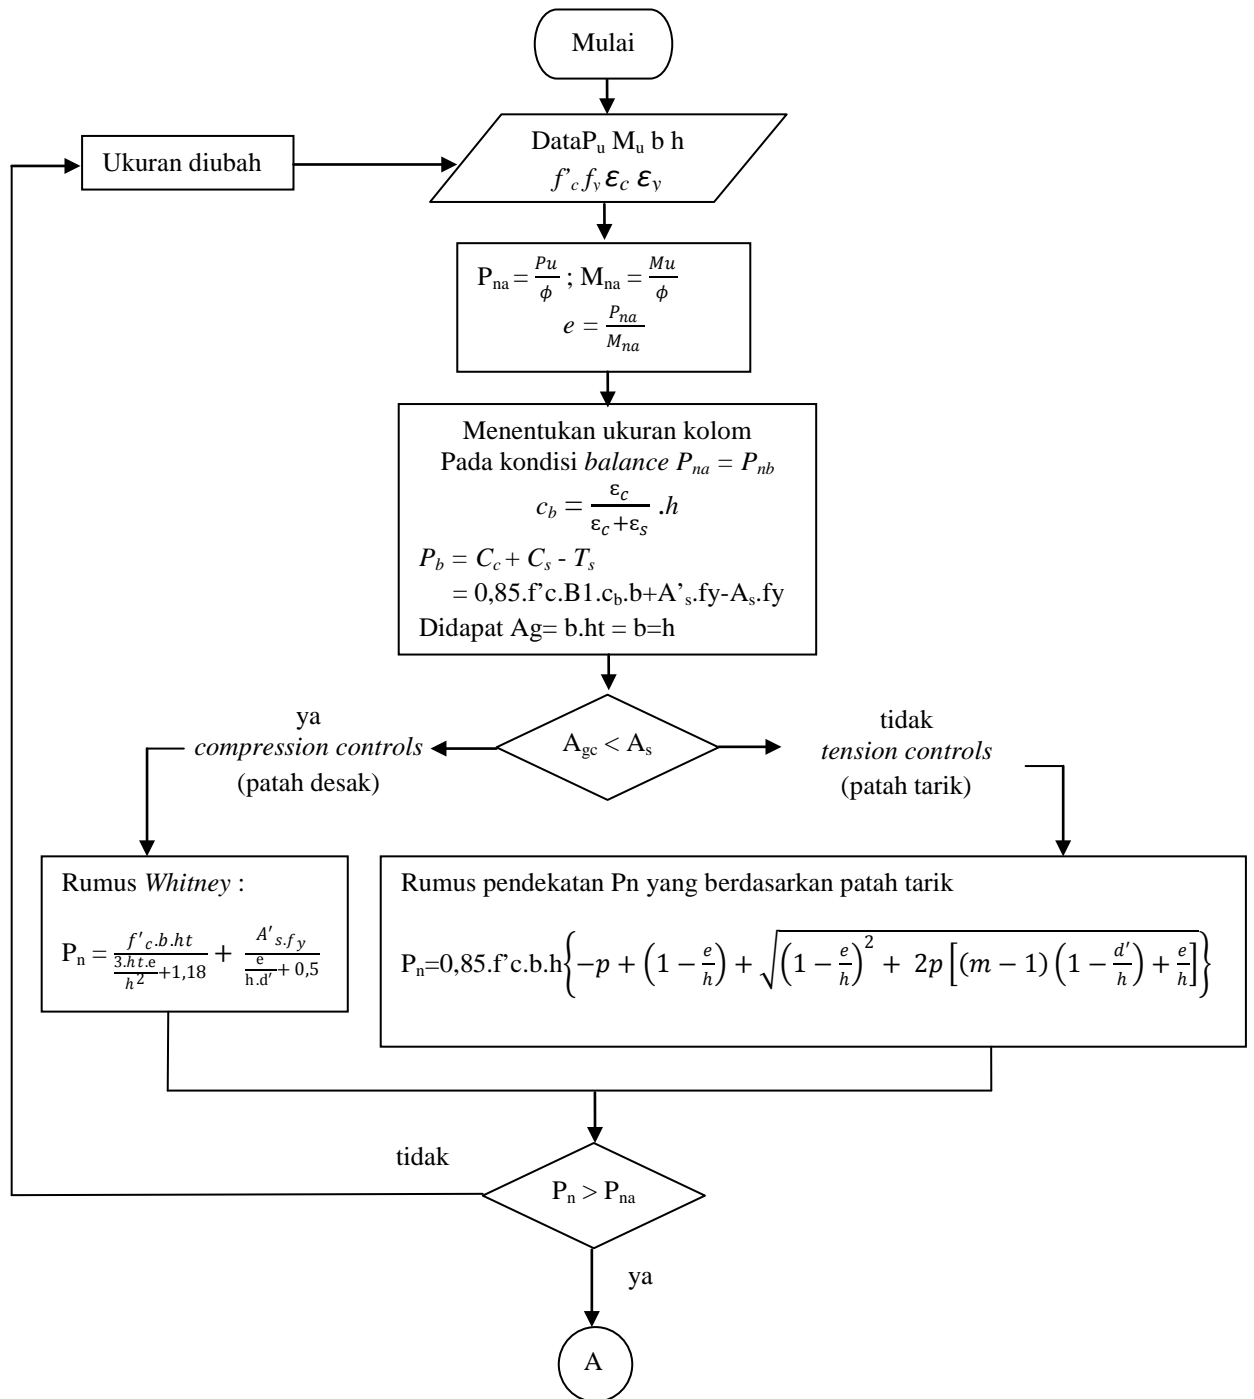 Mulai
Ukuran diubah
DataP_u M_u b h
f'_c f_y ε_c ε_y
P_na = Pu/ϕ ; M_na = Mu/ϕ
e = P_na/M_na
Menentukan ukuran kolom
Pada kondisi balance P_na = P_nb
c_b = ε_c/(ε_c+ε_s) .h
P_b = C_c + C_s - T_s
= 0,85.f'c.B1.c_b.b+A'_s.fy-A_s.fy
Didapat Ag= b.ht = b=h
A_gc < A_s
ya
compression controls
(patah desak)
tidak
tension controls
(patah tarik)
Rumus Whitney :
P_n = f'_c.b.ht/(3.ht.e/h^2 +1,18) + A'_s.f_y/(e/h.d' + 0,5)
Rumus pendekatan Pn yang berdasarkan patah tarik
P_n=0,85.f'c.b.h{−p + (1 − e/h) + √((1 − e/h)^2 + 2p[(m − 1)(1 − d'/h) + e/h])}
tidak
P_n > P_na
ya
A